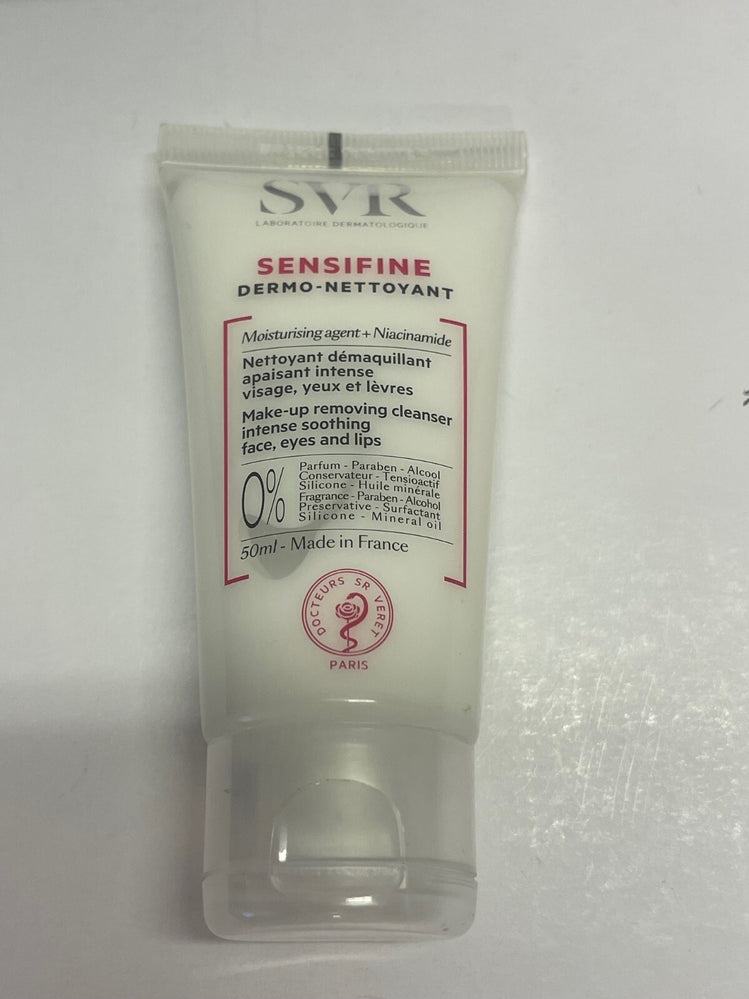 SVR
LABORATOIRE DERMATOLOGIQUE
SENSIFINE
DERMO-NETTOYANT
Moisturising agent + Niacinamide
Nettoyant démaquillant
apaisant intense
visage, yeux et lèvres
Make-up removing cleanser
intense soothing
face, eyes and lips
0%
Parfum - Paraben - Alcool
Conservateur - Tensioactif
Silicone - Huile minérale
Fragrance - Paraben - Alcohol
Preservative - Surfactant
Silicone - Mineral oil
50ml - Made in France
DOCTEURS SR VERET
PARIS